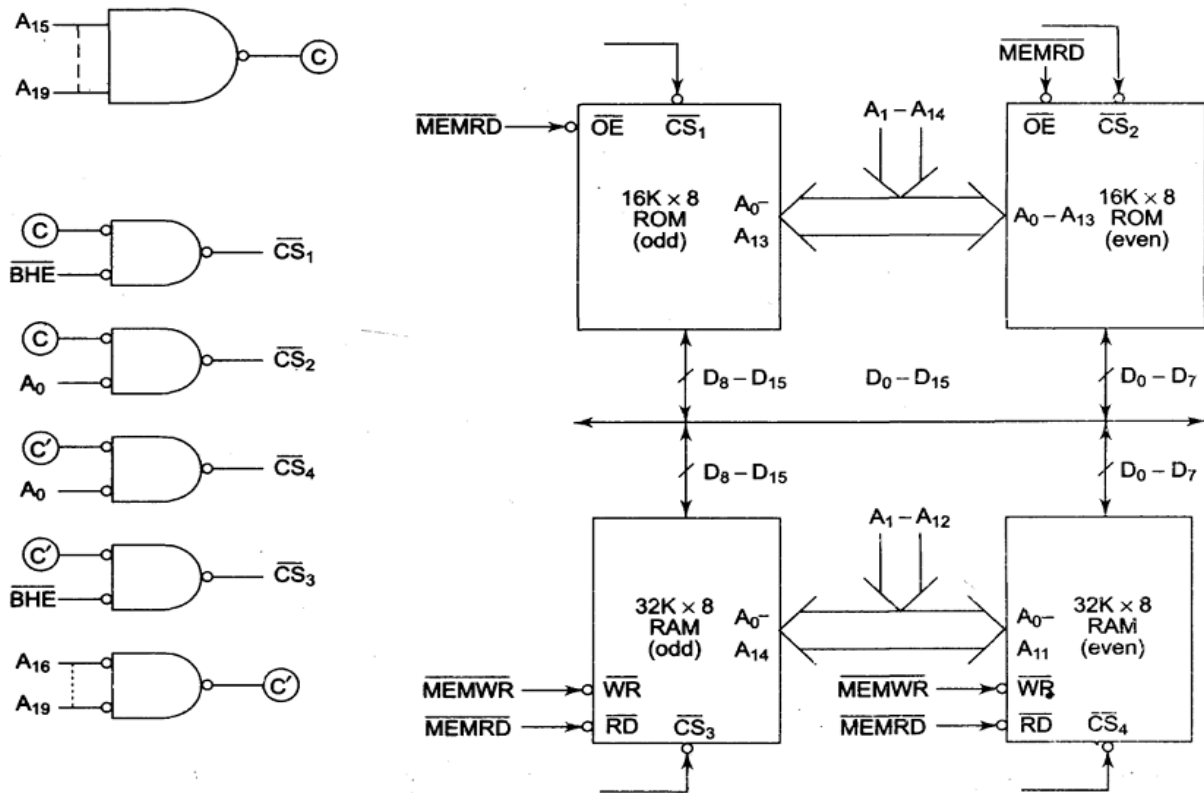 A15
A19
C
C
BHE
CS1
C
A0
CS2
C'
A0
CS4
C'
BHE
CS3
A16
A19
C'
MEMRD
OE CS1
16K × 8
ROM
(odd)
A0–
A13
A1 – A14
MEMRD
OE CS2
16K × 8
ROM
(even)
A0 – A13
D8 – D15
D0 – D15
D0 – D7
D8 – D15
D0 – D7
A1 – A12
32K × 8
RAM
(odd)
A0–
A14
MEMWR
WR
MEMRD
RD CS3
32K × 8
RAM
(even)
A0–
A11
MEMWR
WR
MEMRD
RD CS4